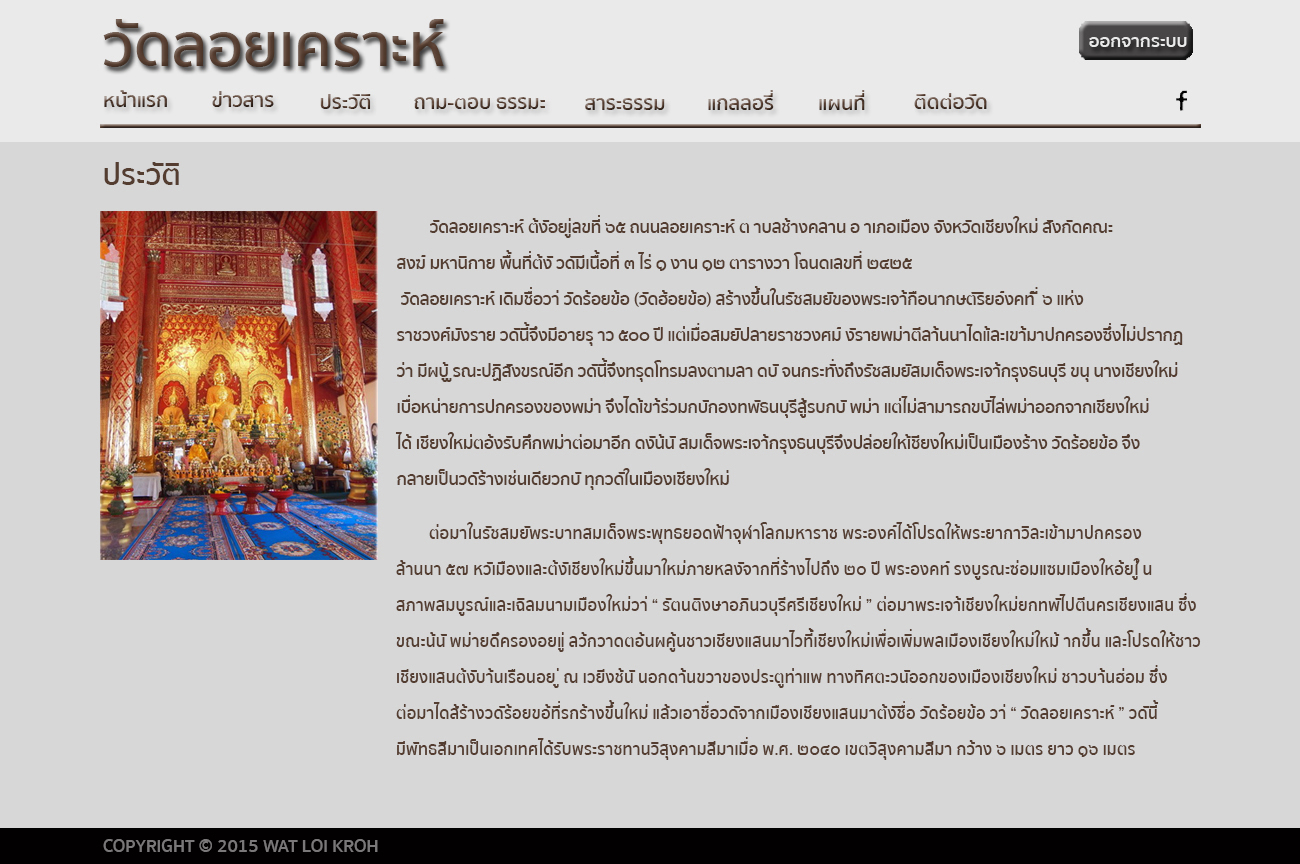 วัดลอยเคราะห์
ออกจากระบบ
หน้าแรก ข่าวสาร ประวัติ ถาม-ตอบ ธรรมะ สาระธรรม แกลลอรี่ แผนที่ ติดต่อวัด
ประวัติ
วัดลอยเคราะห์ ตั้งัอยยู่เลขที่ ๖๕ ถนนลอยเคราะห์ ต าบลช้างคลาน อ าเภอเมือง จังหวัดเชียงใหม่ สังกัดคณะ
สงฆ์ มหานิกาย พื้นที่ต้งั วดัมีเนื้อที่ ๓ ไร่ ๑ งาน ๑๒ ตารางวา โฉนดเลขที่ ๒๔๒๕
วัดลอยเคราะห์ เดิมชื่อวา่ วัดร้อยข้อ (วัดฮ้อยข้อ) สร้างขึ้นในรัชสมยัของพระเจา้กือนากษตัริยอ์งคท์ ี่ ๖ แห่ง
ราชวงศ์มังราย วดันี้จึงมีอายรุ าว ๕๐๐ ปี แต่เมื่อสมยัปลายราชวงศม์ งัรายพม่าตีลา้นนาไดแ้ละเขา้มาปกครองซึ่งไม่ปรากฏ
ว่า มีผบู้ ูรณะปฏิสังขรณ์อีก วดันี้จึงทรุดโทรมลงตามลา ดบั จนกระทั่งถึงรัชสมยัสมเด็จพระเจา้กรุงธนบุรี ขนุ นางเชียงใหม่
เบื่อหน่ายการปกครองของพม่า จึงไดเ้ขา้ร่วมกบักองทพัธนบุรีสู้รบกบั พม่า แต่ไม่สามารถขบัไล่พม่าออกจากเชียงใหม่
ได้ เชียงใหม่ตอ้งรับศึกพม่าต่อมาอีก ดงัน้นั สมเด็จพระเจา้กรุงธนบุรีจึงปล่อยใหเ้ชียงใหม่เป็นเมืองร้าง วัดร้อยข้อ จึง
กลายเป็นวดัร้างเช่นเดียวกบั ทุกวดัในเมืองเชียงใหม่
ต่อมาในรัชสมยัพระบาทสมเด็จพระพุทธยอดฟ้าจุฬาโลกมหาราช พระองค์ได้โปรดให้พระยากาวิละเข้ามาปกครอง
ล้านนา ๕๗ หวัเมืองและต้งัเชียงใหม่ขึ้นมาใหม่ภายหลงัจากที่ร้างไปถึง ๒๐ ปี พระองคท์ รงบูรณะซ่อมแซมเมืองใหอ้ยใู่ น
สภาพสมบูรณ์และเฉิลมนามเมืองใหม่วา่ “ รัตนติงษาอภินวบุรีศรีเชียงใหม่ ” ต่อมาพระเจา้เชียงใหม่ยกทพัไปตีนครเชียงแสน ซึ่ง
ขณะน้นั พม่ายดึครองอยแู่ ลว้กวาดตอ้นผคู้นชาวเชียงแสนมาไวท้ี่เชียงใหม่เพื่อเพิ่มพลเมืองเชียงใหม่ใหม้ ากขึ้น และโปรดให้ชาว
เชียงแสนต้งับา้นเรือนอย ู่ ณ เวยีงช้นั นอกดา้นขวาของประตูท่าแพ ทางทิศตะวนัออกของเมืองเชียงใหม่ ชาวบา้นฮ่อม ซึ่ง
ต่อมาไดส้ร้างวดัร้อยขอ้ที่รกร้างขึ้นใหม่ แล้วเอาชื่อวดัจากเมืองเชียงแสนมาต้งัชื่อ วัดร้อยข้อ วา่ “ วัดลอยเคราะห์ ” วดันี้
มีพัทธสีมาเป็นเอกเทศได้รับพระราชทานวิสุงคามสีมาเมื่อ พ.ศ. ๒๐๔๐ เขตวิสุงคามสีมา กว้าง ๖ เมตร ยาว ๑๖ เมตร
COPYRIGHT © 2015 WAT LOI KROH